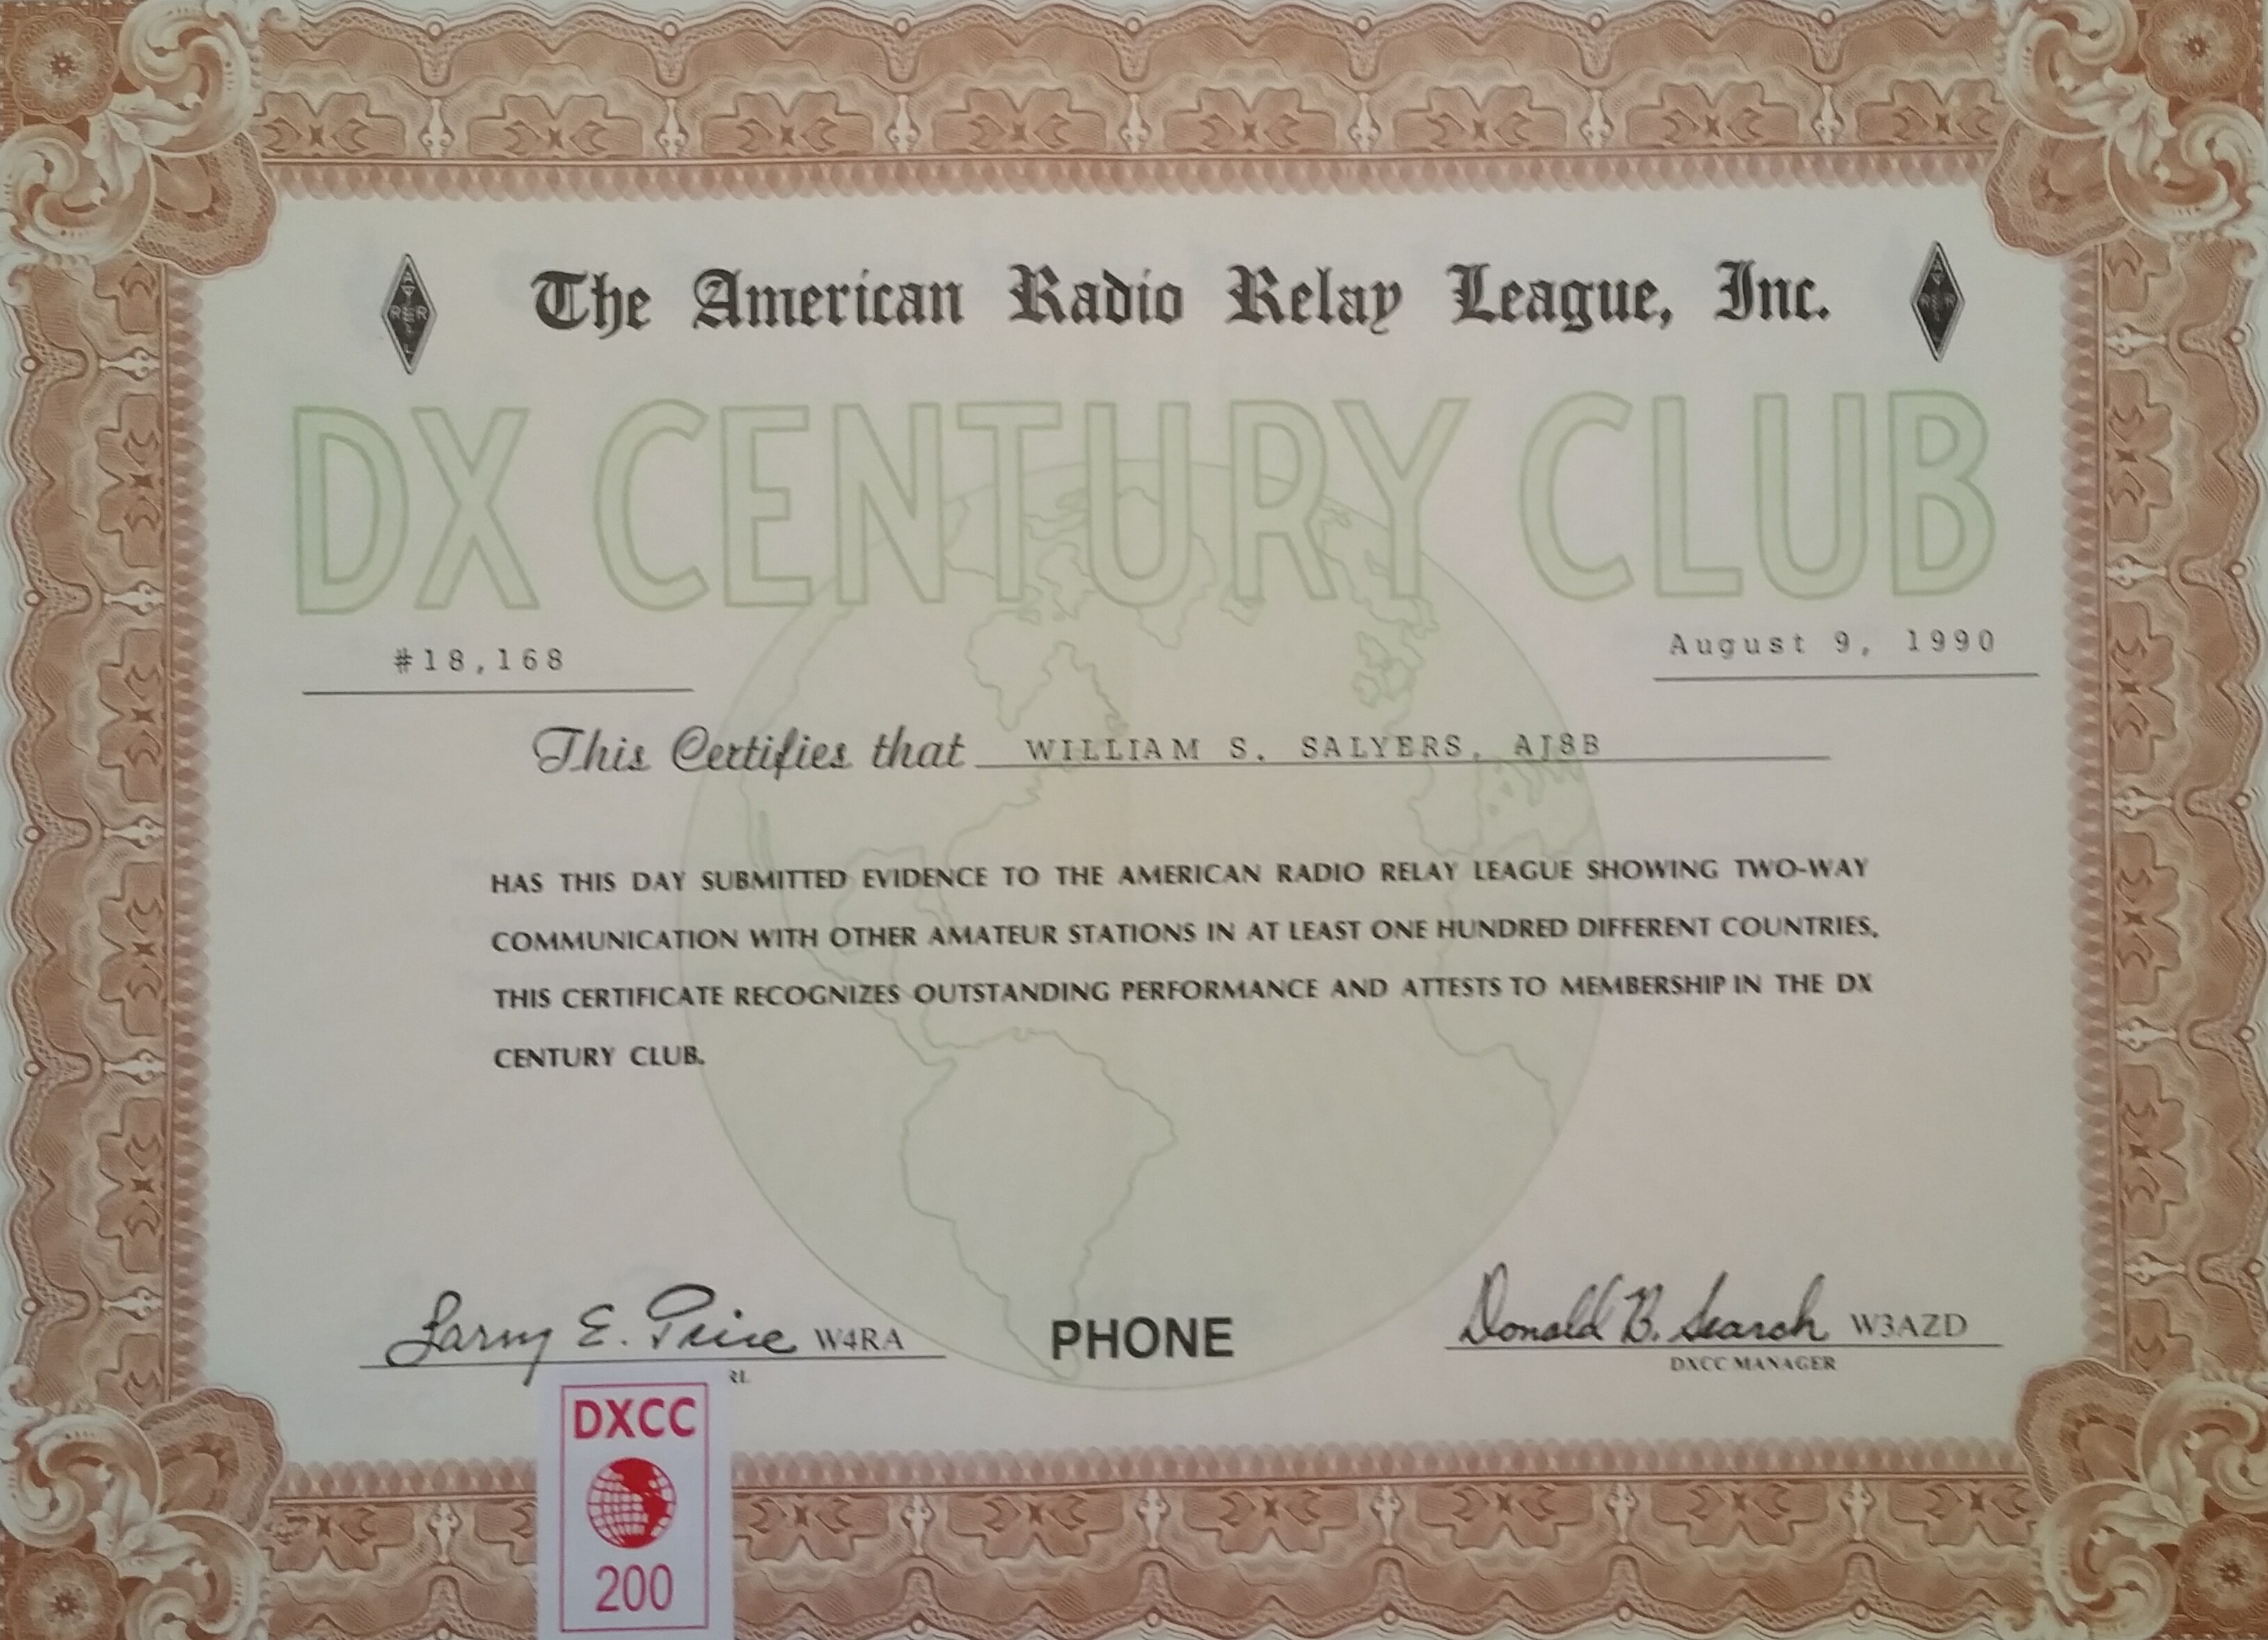 The American Radio Relay League, Inc.
DX CENTURY CLUB
#18,168
August 9, 1990
This Certifies that WILLIAM S. SALYERS, AJ8B
HAS THIS DAY SUBMITTED EVIDENCE TO THE AMERICAN RADIO RELAY LEAGUE SHOWING TWO-WAY
COMMUNICATION WITH OTHER AMATEUR STATIONS IN AT LEAST ONE HUNDRED DIFFERENT COUNTRIES.
THIS CERTIFICATE RECOGNIZES OUTSTANDING PERFORMANCE AND ATTESTS TO MEMBERSHIP IN THE DX
CENTURY CLUB.
Larry E. Price W4RA
PHONE
Donald B. Search W3AZD
DXCC MANAGER
DXCC
200